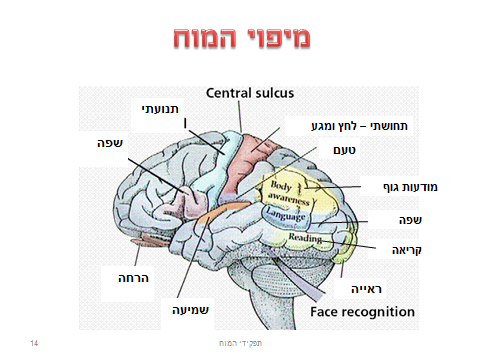 מיפוי המוח
Central sulcus
תנועתי
תחושתי – לחץ ומגע
שפה
טעם
Body
awareness
מודעות גוף
Language
שפה
Reading
קריאה
הרחה
ראייה
שמיעה
Face recognition
תפקידי המוח
14